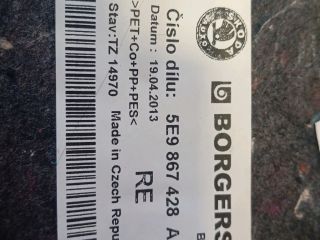 ŠKODA
BORGERS
B
Číslo dílu: 5E9 867 428 A
Datum: 19.04.2013 RE
>PET+Co+PP+PES<
Stav:TZ 14970 Made in Czech Repu